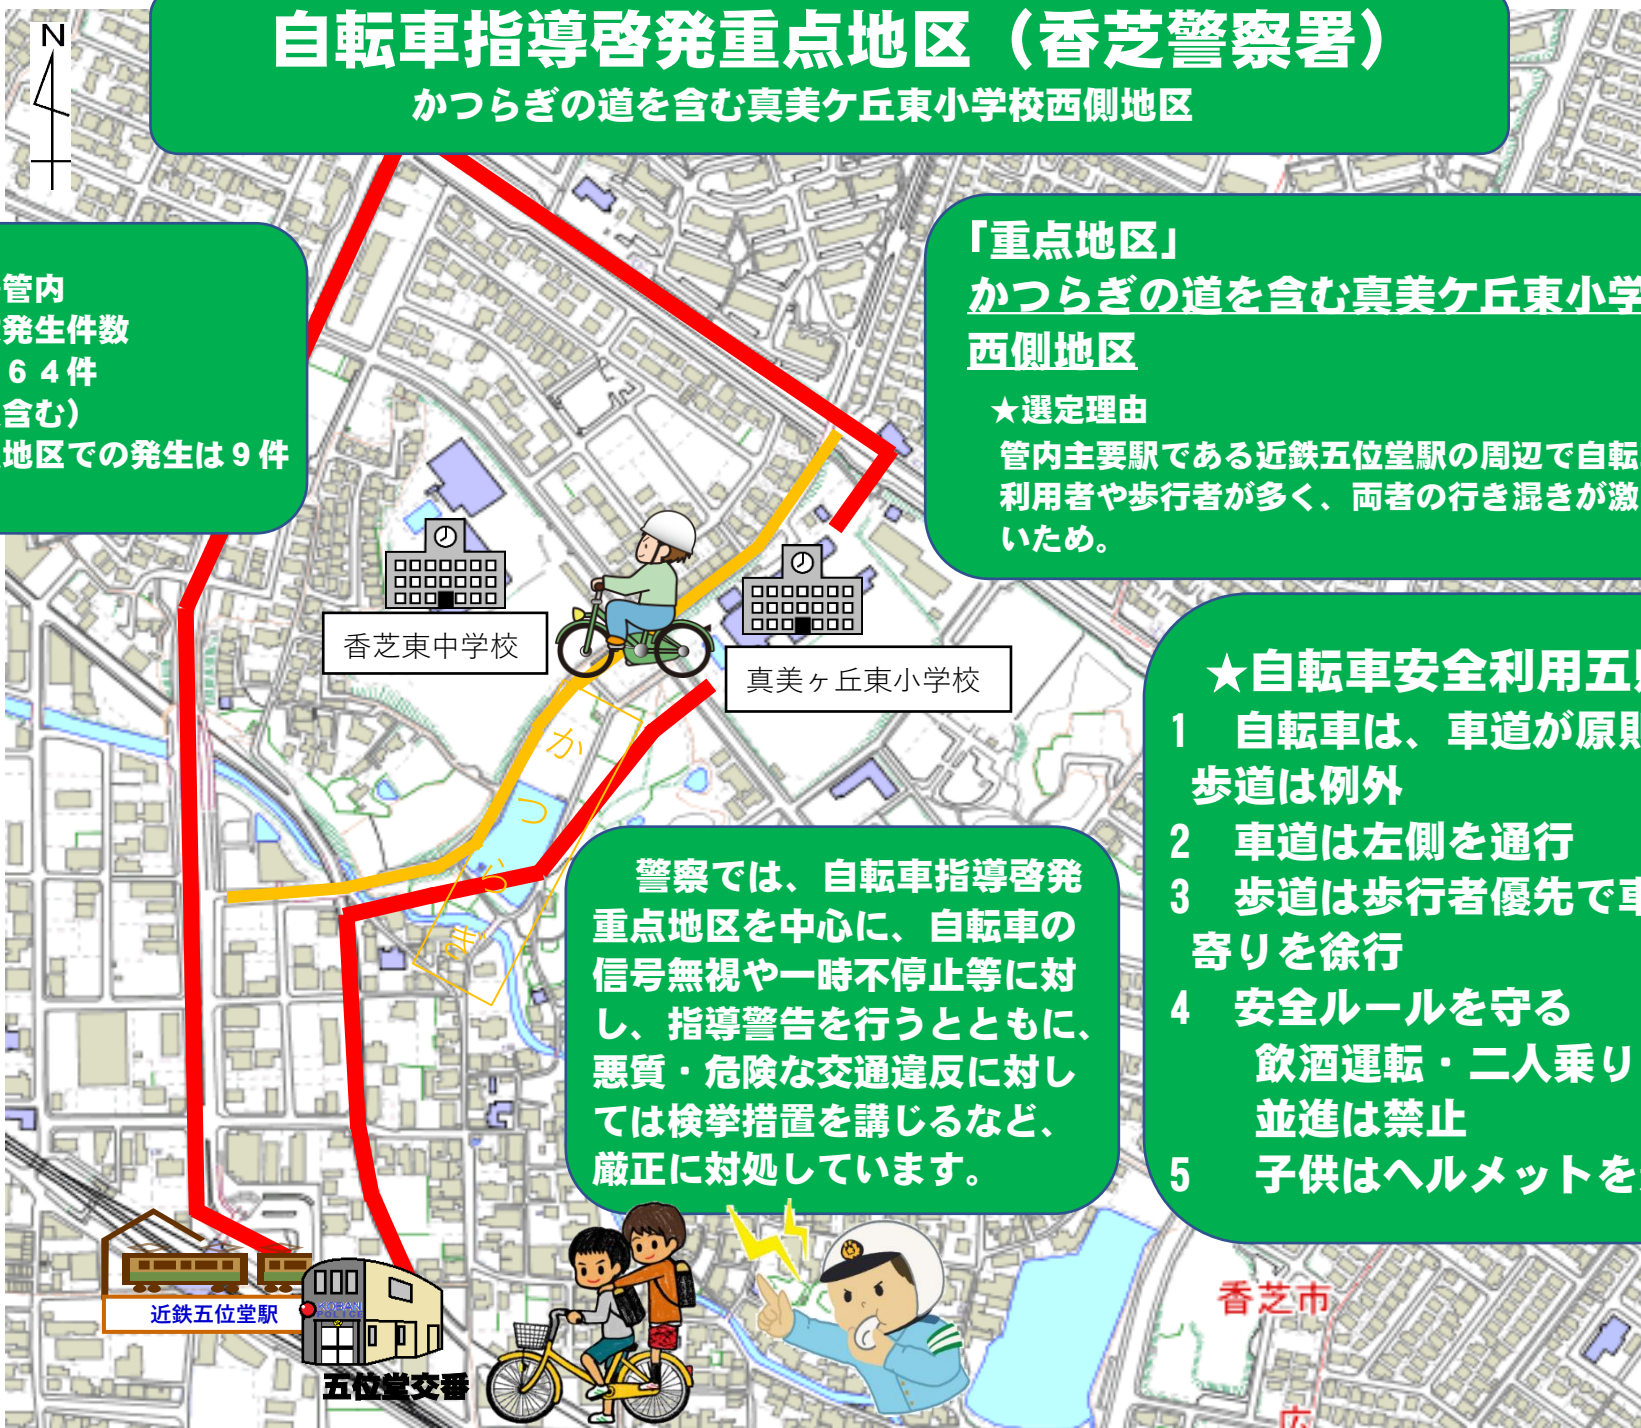 自転車指導啓発重点地区（香芝警察署）
かつらぎの道を含む真美ケ丘東小学校西側地区
N
管内
発生件数
６４件
含む）
地区での発生は９件
「重点地区」
かつらぎの道を含む真美ケ丘東小学
西側地区
★選定理由
管内主要駅である近鉄五位堂駅の周辺で自転
利用者や歩行者が多く、両者の行き混きが激
いため。
香芝東中学校
真美ヶ丘東小学校
かつらぎ
★自転車安全利用五
1　自転車は、車道が原則
歩道は例外
2　車道は左側を通行
3　歩道は歩行者優先で車
寄りを徐行
4　安全ルールを守る
飲酒運転・二人乗り
並進は禁止
5　子供はヘルメットを
警察では、自転車指導啓発
重点地区を中心に、自転車の
信号無視や一時不停止等に対
し、指導警告を行うとともに、
悪質・危険な交通違反に対し
ては検挙措置を講じるなど、
厳正に対処しています。
近鉄五位堂駅
KOBAN
POLICE
五位堂交番
香芝市
広